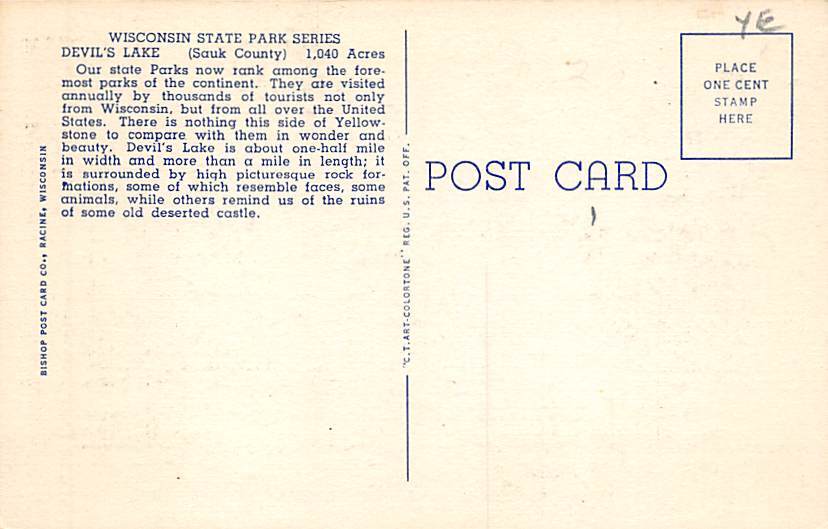 WISCONSIN STATE PARK SERIES
DEVIL'S LAKE (Sauk County) 1,040 Acres
Our state Parks now rank among the fore-
most parks of the continent. They are visited
annually by thousands of tourists not only
from Wisconsin, but from all over the United
States. There is nothing this side of Yellow-
stone to compare with them in wonder and
beauty. Devil's Lake is about one-half mile
in width and more than a mile in length; it
is surrounded by high picturesque rock for-
mations, some of which resemble faces, some
animals, while others remind us of the ruins
of some old deserted castle.
BISHOP POST CARD CO., RACINE, WISCONSIN
"C.T. ART-COLORTONE" REG. U.S. PAT. OFF.
POST CARD
YE
PLACE
ONE CENT
STAMP
HERE